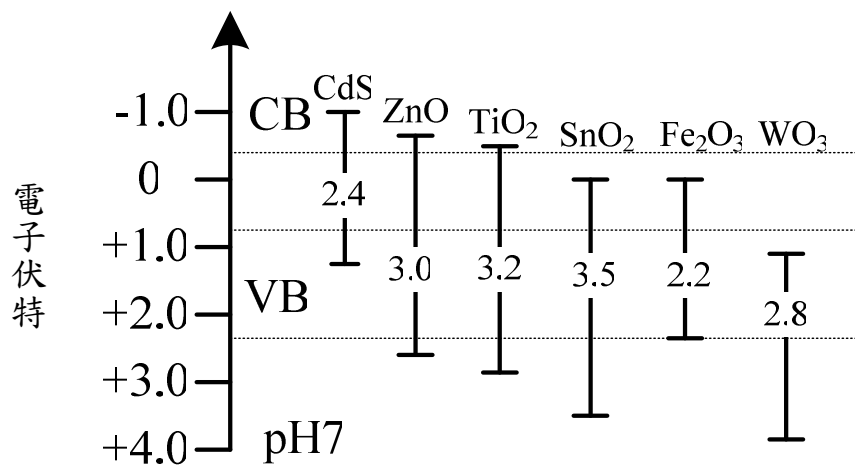 電子伏特
-1.0
0
+1.0
+2.0
+3.0
+4.0
CB
VB
pH7
CdS
ZnO
TiO₂
SnO₂
Fe₂O₃
WO₃
2.4
3.0
3.2
3.5
2.2
2.8